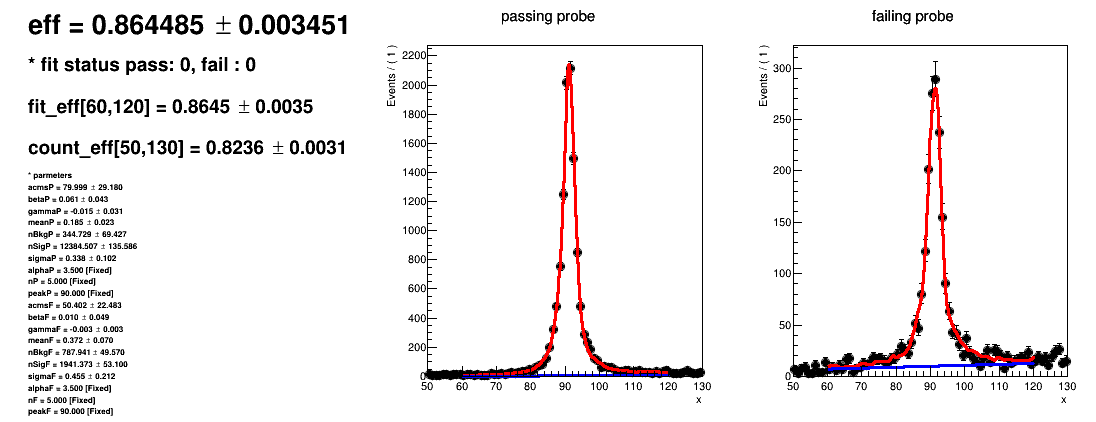 eff = 0.864485 ± 0.003451
* fit status pass: 0, fail : 0
fit_eff[60,120] = 0.8645 ± 0.0035
count_eff[50,130] = 0.8236 ± 0.0031
* parmeters
acmsP = 79.999 ± 29.180
betaP = 0.061 ± 0.043
gammaP = -0.015 ± 0.031
meanP = 0.185 ± 0.023
nBkgP = 344.729 ± 69.427
nSigP = 12384.507 ± 135.586
sigmaP = 0.338 ± 0.102
alphaP = 3.500 [Fixed]
nP = 5.000 [Fixed]
peakP = 90.000 [Fixed]
acmsF = 50.402 ± 22.483
betaF = 0.010 ± 0.049
gammaF = -0.003 ± 0.003
meanF = 0.372 ± 0.070
nBkgF = 787.941 ± 49.570
nSigF = 1941.373 ± 53.100
sigmaF = 0.455 ± 0.212
alphaF = 3.500 [Fixed]
nF = 5.000 [Fixed]
peakF = 90.000 [Fixed]
passing probe
Events / ( 1 )
2200
2000
1800
1600
1400
1200
1000
800
600
400
200
0
50 60 70 80 90 100 110 120 130
x
failing probe
Events / ( 1 )
300
250
200
150
100
50
0
50 60 70 80 90 100 110 120 130
x